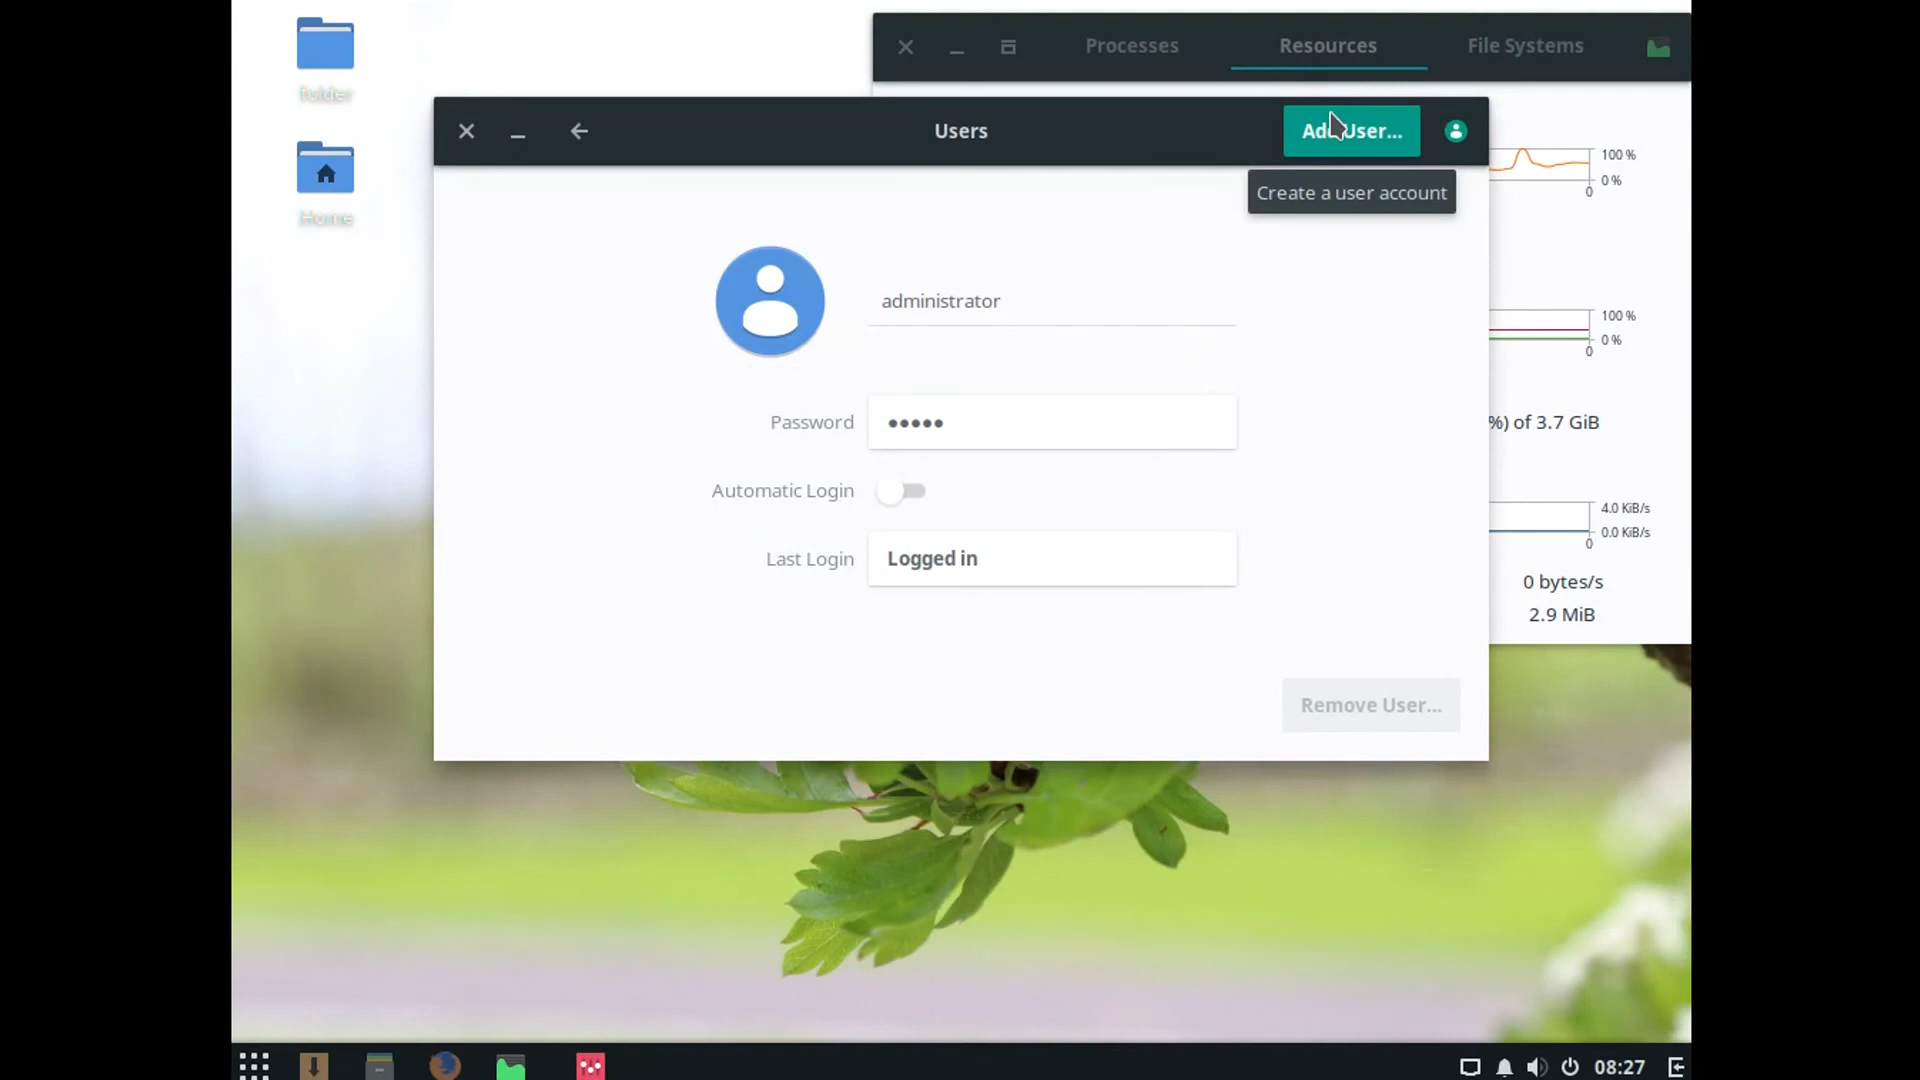 folder
Home
Processes
Resources
File Systems
Users
Add User...
Create a user account
administrator
Password
Automatic Login
Last Login
Logged in
Remove User...
100 %
0 %
0
100 %
0 %
0
%) of 3.7 GiB
4.0 KiB/s
0.0 KiB/s
0
0 bytes/s
2.9 MiB
08:27